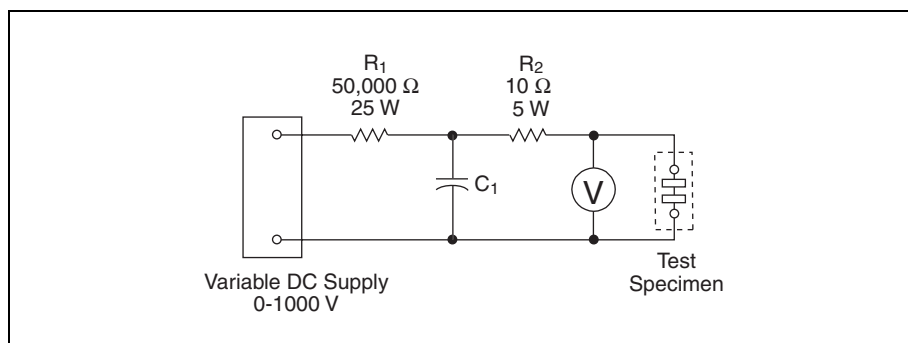 R₁
50,000 Ω
25 W
R₂
10 Ω
5 W
C₁
V
Variable DC Supply
0-1000 V
Test
Specimen